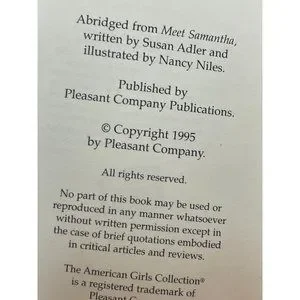 Abridged from Meet Samantha,
written by Susan Adler and
illustrated by Nancy Niles.
Published by
Pleasant Company Publications.
© Copyright 1995
by Pleasant Company.
All rights reserved.
No part of this book may be used or
reproduced in any manner whatsoever
without written permission except in
the case of brief quotations embodied
in critical articles and reviews.
The American Girls Collection®
is a registered trademark of
Pleasant